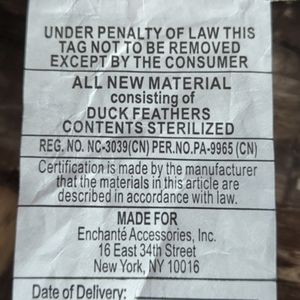 UNDER PENALTY OF LAW THIS
TAG NOT TO BE REMOVED
EXCEPT BY THE CONSUMER
ALL NEW MATERIAL
consisting of
DUCK FEATHERS
CONTENTS STERILIZED
REG. NO. NC-3039(CN) PER.NO.PA-9965 (CN)
Certification is made by the manufacturer
that the materials in this article are
described in accordance with law.
MADE FOR
Enchanté Accessories, Inc.
16 East 34th Street
New York, NY 10016
Date of Delivery: